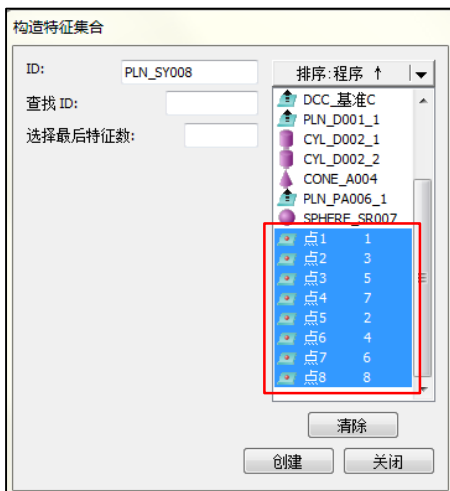 构造特征集合
ID: PLN_SY008
查找 ID:
选择最后特征数:
排序:程序 ↑
DCC_基准C
PLN_D001_1
CYL_D002_1
CYL_D002_2
CONE_A004
PLN_PA006_1
SPHERE_SR007
点1 1
点2 3
点3 5
点4 7
点5 2
点6 4
点7 6
点8 8
清除
创建 关闭